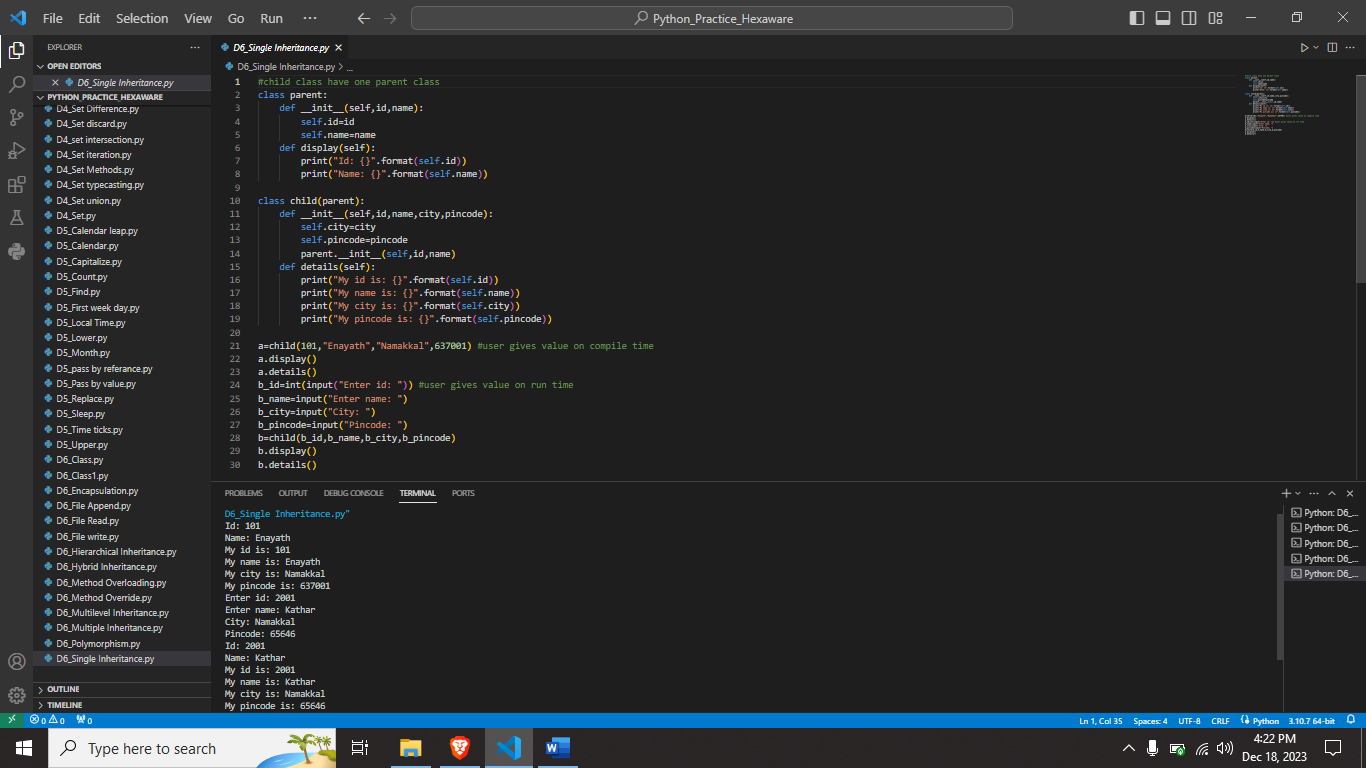 File Edit Selection View Go Run ··· Python_Practice_Hexaware
EXPLORER ···
OPEN EDITORS
D6_Single Inheritance.py
PYTHON_PRACTICE_HEXAWARE
D4_Set Difference.py
D4_Set discard.py
D4_set intersection.py
D4_Set iteration.py
D4_Set Methods.py
D4_Set typecasting.py
D4_Set union.py
D4_Set.py
D5_Calendar leap.py
D5_Calendar.py
D5_Capitalize.py
D5_Count.py
D5_Find.py
D5_First week day.py
D5_Local Time.py
D5_Lower.py
D5_Month.py
D5_pass by referance.py
D5_Pass by value.py
D5_Replace.py
D5_Sleep.py
D5_Time ticks.py
D5_Upper.py
D6_Class.py
D6_Class1.py
D6_Encapsulation.py
D6_File Append.py
D6_File Read.py
D6_File write.py
D6_Hierarchical Inheritance.py
D6_Hybrid Inheritance.py
D6_Method Overloading.py
D6_Method Override.py
D6_Multilevel Inheritance.py
D6_Multiple Inheritance.py
D6_Polymorphism.py
D6_Single Inheritance.py
OUTLINE
TIMELINE
D6_Single Inheritance.py
D6_Single Inheritance.py > ...
1 #child class have one parent class
2 class parent:
3     def __init__(self,id,name):
4         self.id=id
5         self.name=name
6     def display(self):
7         print("Id: {}".format(self.id))
8         print("Name: {}".format(self.name))
9
10 class child(parent):
11     def __init__(self,id,name,city,pincode):
12         self.city=city
13         self.pincode=pincode
14         parent.__init__(self,id,name)
15     def details(self):
16         print("My id is: {}".format(self.id))
17         print("My name is: {}".format(self.name))
18         print("My city is: {}".format(self.city))
19         print("My pincode is: {}".format(self.pincode))
20
21 a=child(101,"Enayath","Namakkal",637001) #user gives value on compile time
22 a.display()
23 a.details()
24 b_id=int(input("Enter id: ")) #user gives value on run time
25 b_name=input("Enter name: ")
26 b_city=input("City: ")
27 b_pincode=input("Pincode: ")
28 b=child(b_id,b_name,b_city,b_pincode)
29 b.display()
30 b.details()
PROBLEMS OUTPUT DEBUG CONSOLE TERMINAL PORTS
D6_Single Inheritance.py"
Id: 101
Name: Enayath
My id is: 101
My name is: Enayath
My city is: Namakkal
My pincode is: 637001
Enter id: 2001
Enter name: Kathar
City: Namakkal
Pincode: 65646
Id: 2001
Name: Kathar
My id is: 2001
My name is: Kathar
My city is: Namakkal
My pincode is: 65646
Python: D6_...
Python: D6_...
Python: D6_...
Python: D6_...
Python: D6_...
0 0 0 Ln 1, Col 35 Spaces: 4 UTF-8 CRLF Python 3.10.7 64-bit
Type here to search
4:22 PM
Dec 18, 2023